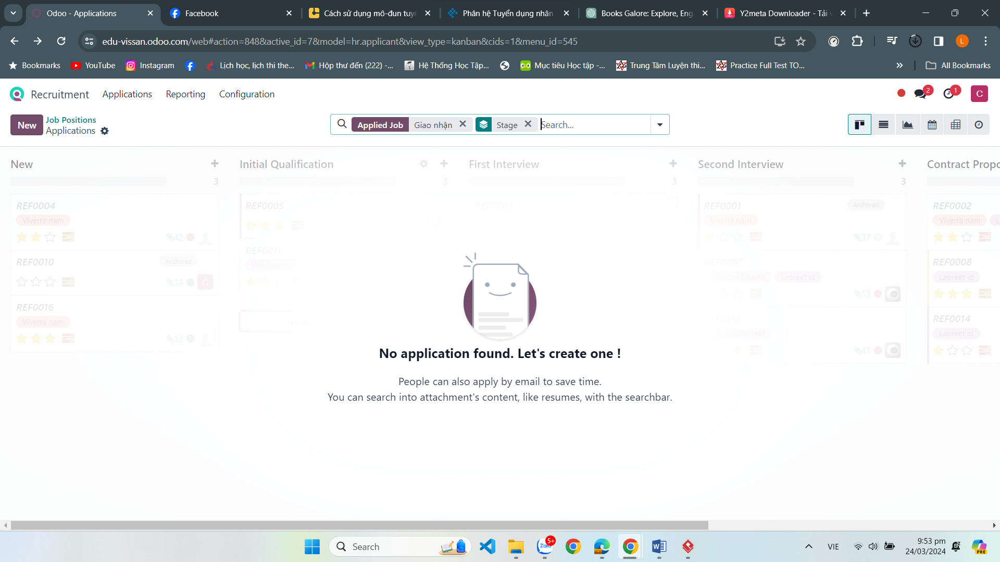 Odoo - Applications
Facebook
Cách sử dụng mô-đun tuyể
Phân hệ Tuyển dụng nhân
Books Galore: Explore, Eng
Y2meta Downloader - Tải v
edu-vissan.odoo.com/web#action=848&active_id=7&model=hr.applicant&view_type=kanban&cids=1&menu_id=545
L
Bookmarks
YouTube
Instagram
Lịch học, lịch thi the...
Hộp thư đến (222) -...
Hệ Thống Học Tập...
Mục tiêu Học tập -...
Trung Tâm Luyện thi...
Practice Full Test TO...
All Bookmarks
Recruitment
Applications
Reporting
Configuration
2
1
C
New
Job Positions
Applications
Applied Job
Giao nhận
Stage
Search...
New
Initial Qualification
First Interview
Second Interview
Contract Propo
3
3
3
3
REF0004
Viverra nam
42
REF0010
Archived
14
C
REF0016
Viverra nam
12
REF0005
REF0011
Load
REF0006
REF0001
Archived
Viverra nam
37
REF0007
Laoreet id
13
REF0013
41
REF0002
Viverra nam
L
REF0008
Laoreet id
REF0014
Laoreet id
No application found. Let's create one !
People can also apply by email to save time.
You can search into attachment's content, like resumes, with the searchbar.
Search
Zalo
5+
VIE
9:53 pm
24/03/2024
PRE